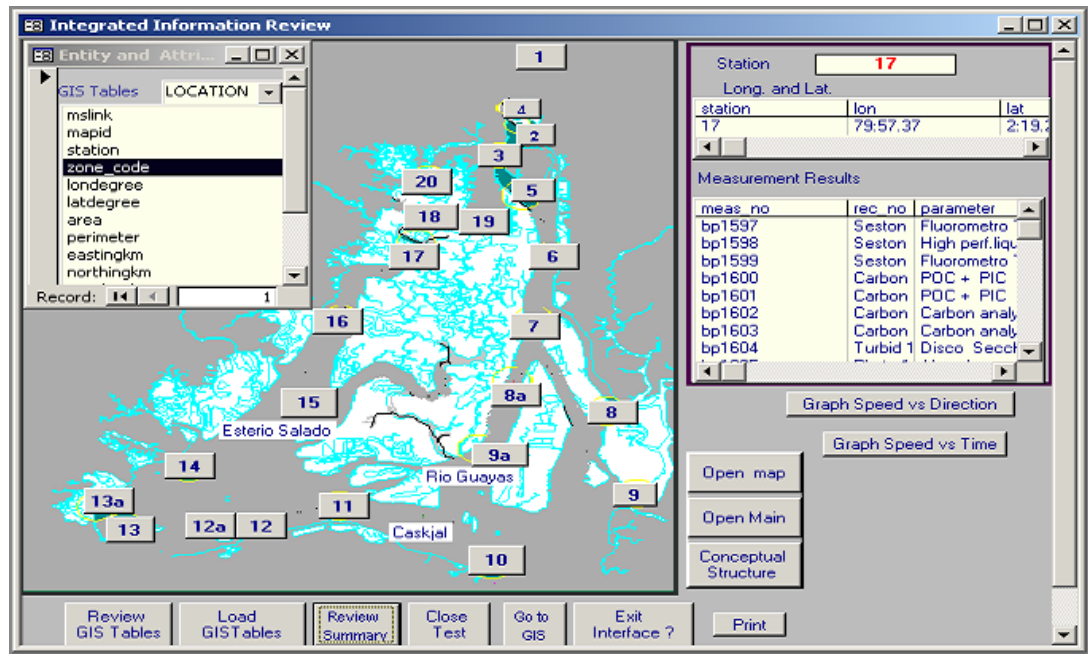 Integrated Information Review
Entity and Attri...
GIS Tables LOCATION
mslink
mapid
station
zone_code
londegree
latdegree
area
perimeter
eastingkm
northingkm
Record: 1
1
4
2
3
20
5
18
19
17
6
16
7
8a
15
8
Esterio Salado
9a
14
Rio Guayas
13a
9
11
13
12a
12
Caskjal
10
Station 17
Long. and Lat.
station lon lat
17 79:57.37 2:19.2
Measurement Results
meas_no rec_no parameter
bp1597 Seston Fluorometro
bp1598 Seston High perf.liqu
bp1599 Seston Fluorometro
bp1600 Carbon POC + PIC
bp1601 Carbon POC + PIC
bp1602 Carbon Carbon analy
bp1603 Carbon Carbon analy
bp1604 Turbid 1 Disco Secch
Graph Speed vs Direction
Graph Speed vs Time
Open map
Open Main
Conceptual
Structure
Review
GIS Tables
Load
GISTables
Review
Summary
Close
Test
Go to
GIS
Exit
Interface ?
Print